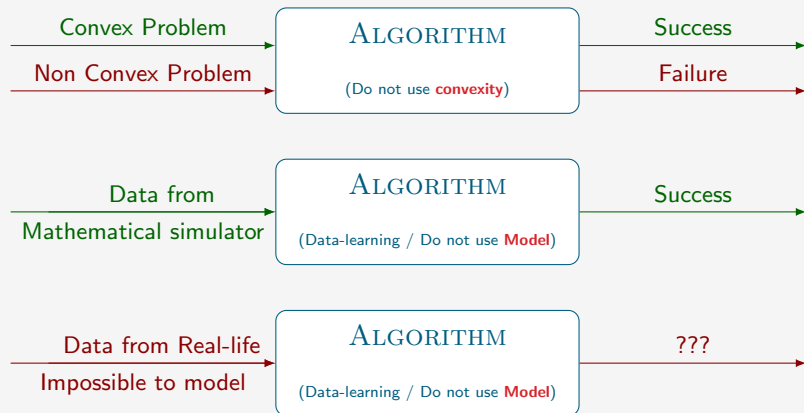 Convex Problem
ALGORITHM
Success
Non Convex Problem
(Do not use convexity)
Failure
Data from
Mathematical simulator
ALGORITHM
(Data-learning / Do not use Model)
Success
Data from Real-life
Impossible to model
ALGORITHM
(Data-learning / Do not use Model)
???